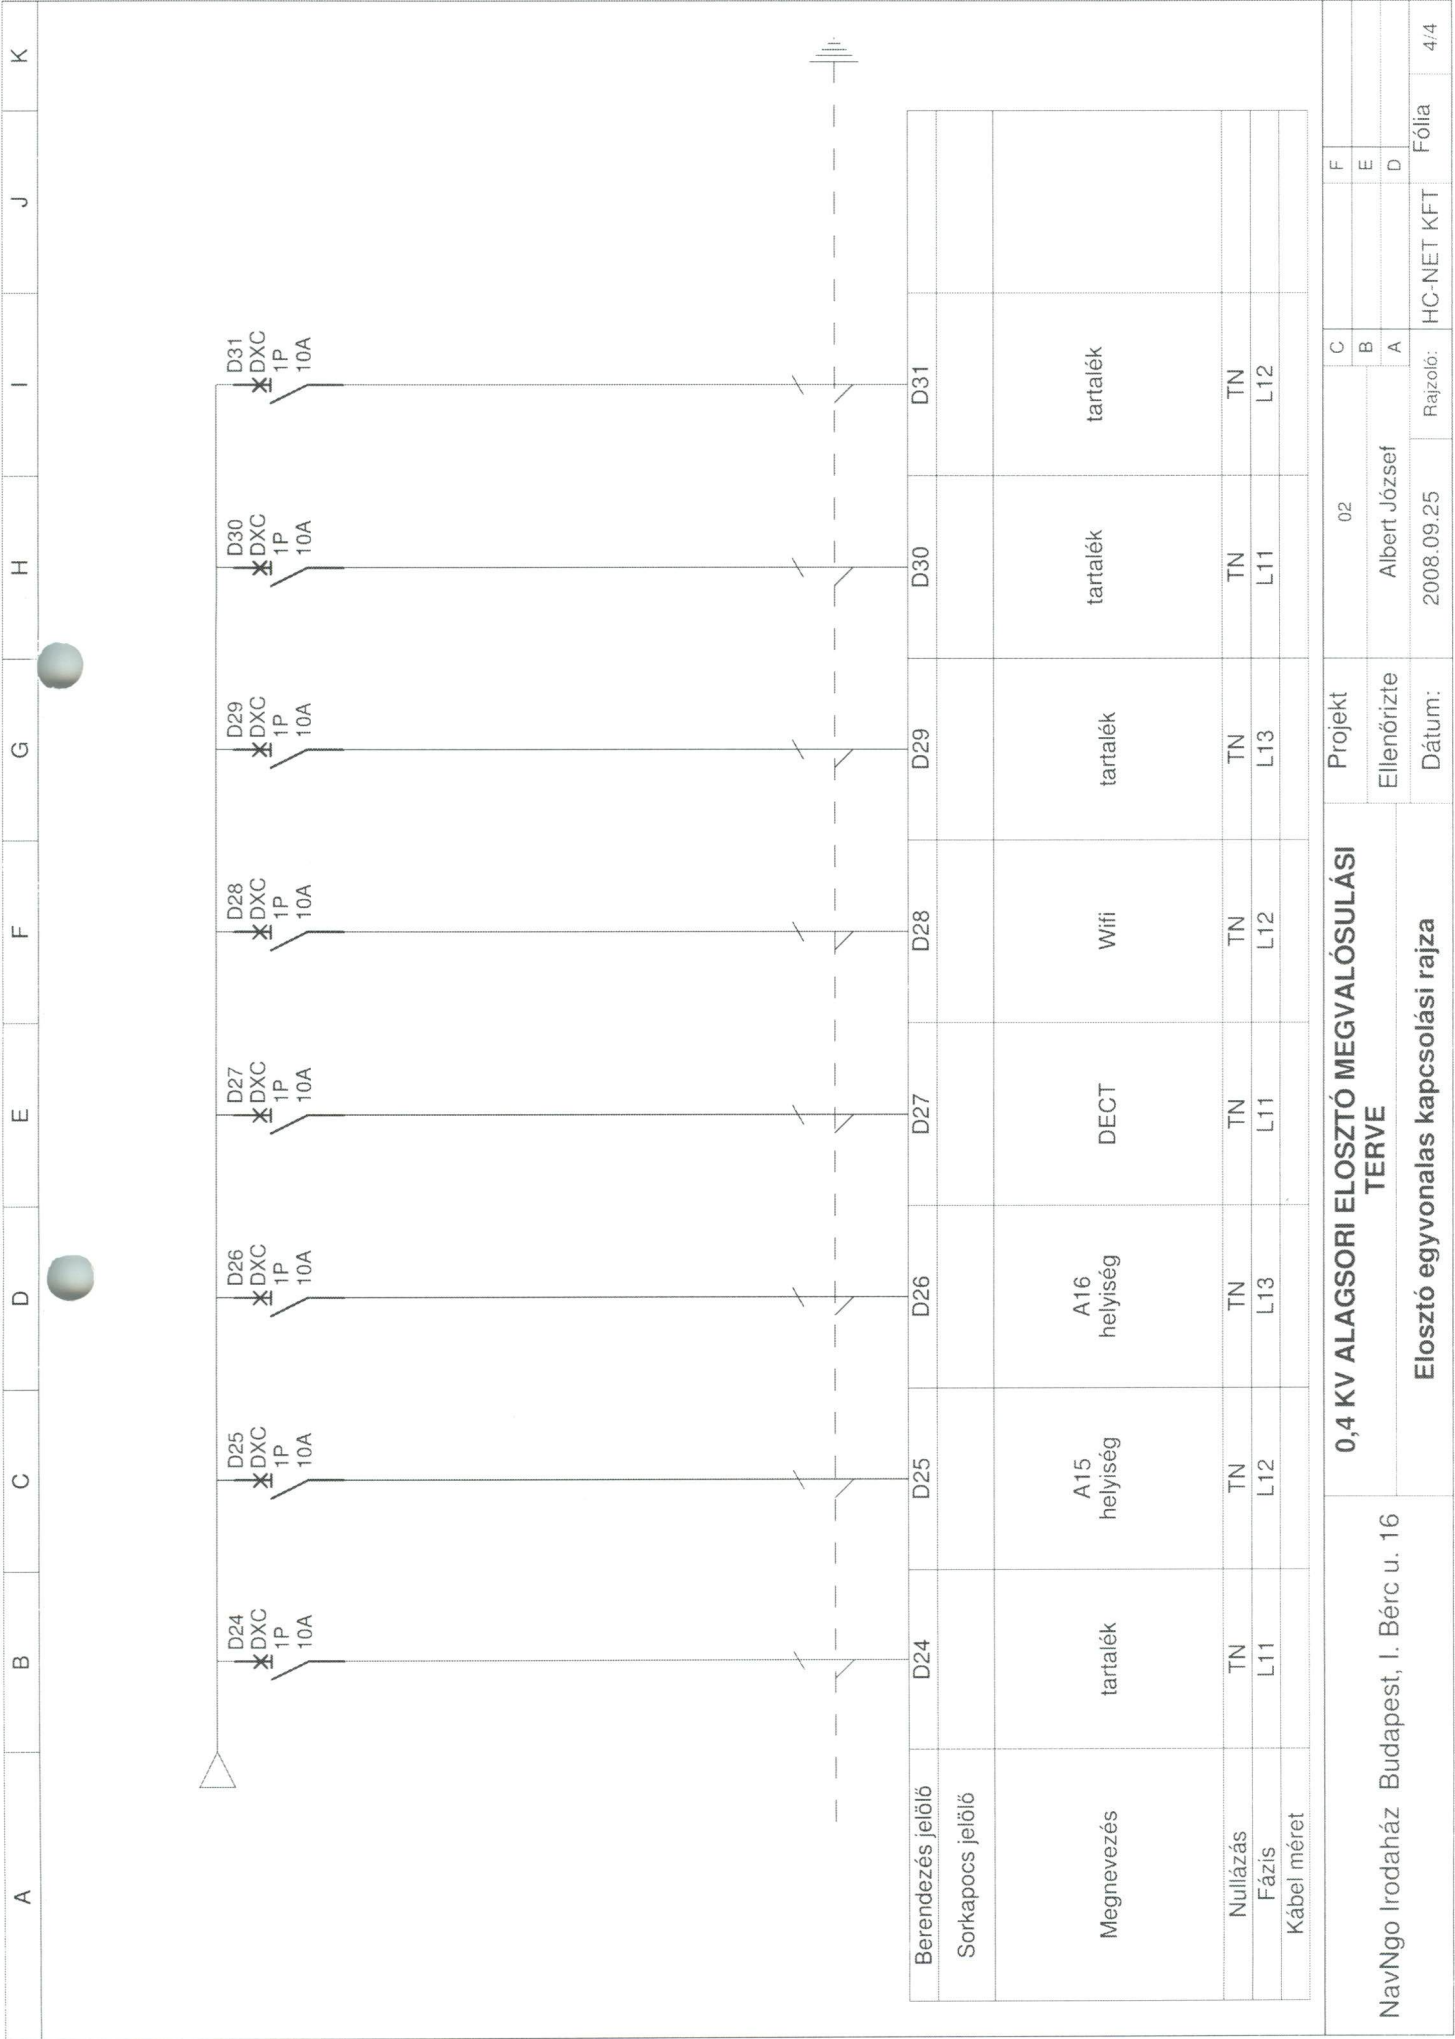 A B C D E F G H I J K
D24 D25 D26 D27 D28 D29 D30 D31
DXC DXC DXC DXC DXC DXC DXC DXC
1P 1P 1P 1P 1P 1P 1P 1P
10A 10A 10A 10A 10A 10A 10A 10A
Berendezés jelölő D24 D25 D26 D27 D28 D29 D30 D31
Sorkapocs jelölő
Megnevezés tartalék A15 helyiség A16 helyiség DECT Wifi tartalék tartalék tartalék
Nullázás TN TN TN TN TN TN TN TN
Fázis L11 L12 L13 L11 L12 L13 L11 L12
Kábel méret
NavNgo Irodaház Budapest, I. Bérc u. 16
0,4 KV ALAGSORI ELOSZTÓ MEGVALÓSULÁSI
TERVE
Elosztó egyvonalas kapcsolási rajza
Projekt 02
Ellenőrizte Albert József
Dátum: 2008.09.25
C F
B E
A D
Rajzoló: HC-NET KFT Fólia 4/4